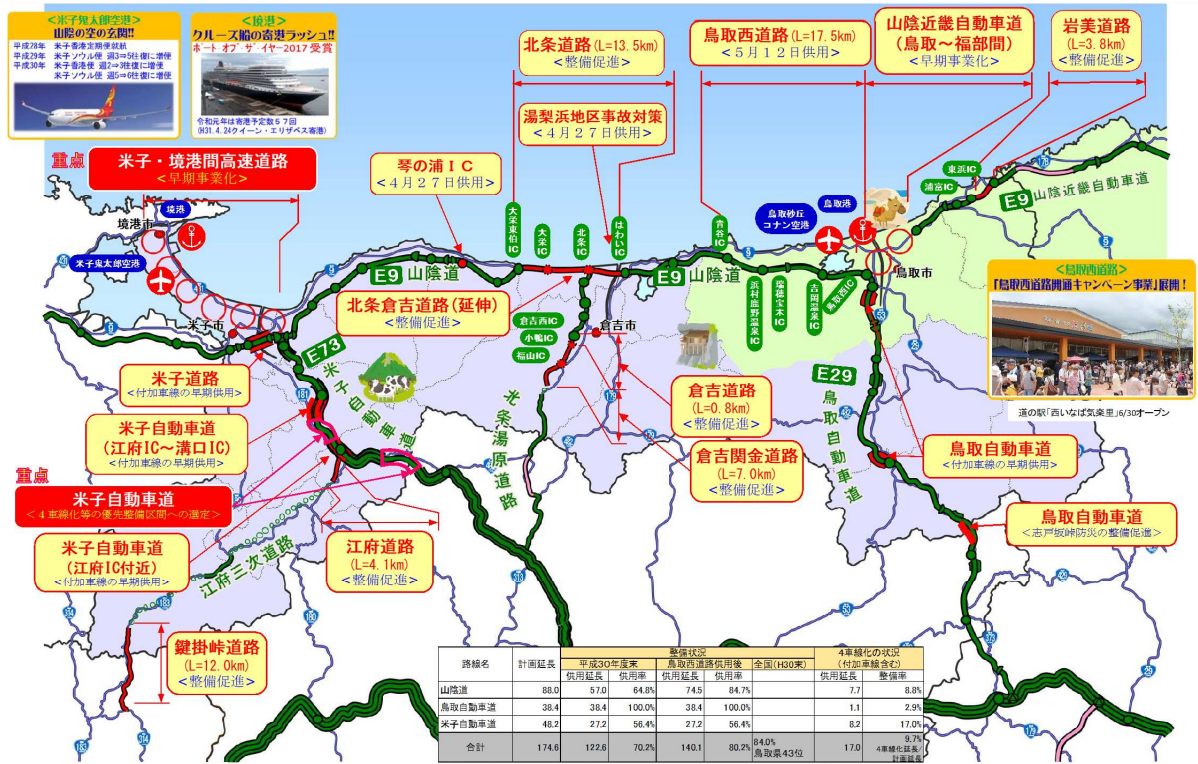 ＜米子鬼太郎空港＞
山陰の空の玄関!!
平成28年 米子香港定期便就航
平成29年 米子ソウル便 週3⇒5往復に増便
平成30年 米子香港便 週2⇒3往復に増便
米子ソウル便 週5⇒6往復に増便
＜境港＞
クルーズ船の寄港ラッシュ!!
ポート オブ ザ イヤー2017 受賞
令和元年は寄港予定数57回
(H31.4.24クイーン・エリザベス寄港)
北条道路(L=13.5km)
＜整備促進＞
鳥取西道路(L=17.5km)
＜5月12日供用＞
山陰近畿自動車道
(鳥取～福部間)
＜早期事業化＞
岩美道路
(L=3.8km)
＜整備促進＞
湯梨浜地区事故対策
＜4月27日供用＞
重点
米子・境港間高速道路
＜早期事業化＞
琴の浦ＩＣ
＜4月27日供用＞
境港
境港市
米子鬼太郎空港
米子市
大栄東伯IC
大栄IC
北条IC
はわいIC
青谷IC
鳥取砂丘
コナン空港
鳥取港
鳥取市
浦富IC
東浜IC
178
E9 山陰近畿自動車道
E9 山陰道
E9 山陰道
9
9
9
9
431
浜村鹿野温泉IC
瑞穂宝木IC
吉岡温泉IC
鳥取西IC
53
＜鳥取西道路＞
「鳥取西道路開通キャンペーン事業」展開！
道の駅「西いなば気楽里」6/30オープン
北条倉吉道路(延伸)
＜整備促進＞
倉吉西IC
小鴨IC
福山IC
倉吉市
E73
米子自動車道
181
北条湯原道路
179
482
E29
鳥取自動車道
482
29
米子道路
＜付加車線の早期供用＞
米子自動車道
(江府IC～溝口IC)
＜付加車線の早期供用＞
倉吉道路
(L=0.8km)
＜整備促進＞
倉吉関金道路
(L=7.0km)
＜整備促進＞
鳥取自動車道
＜付加車線の早期供用＞
重点
米子自動車道
＜4車線化等の優先整備区間への選定＞
鳥取自動車道
＜志戸坂峠防災の整備促進＞
米子自動車道
(江府IC付近)
＜付加車線の早期供用＞
江府三次道路
江府道路
(L=4.1km)
＜整備促進＞
183
314
180
313
53
373
429
179
314
鍵掛峠道路
(L=12.0km)
＜整備促進＞
路線名 計画延長 整備状況 4車線化の状況
(付加車線含む)
平成30年度末 鳥取西道路供用後 全国(H30末)
供用延長 供用率 供用延長 供用率 供用延長 整備率
山陰道 88.0 57.0 64.8% 74.5 84.7% 7.7 8.8%
鳥取自動車道 38.4 38.4 100.0% 38.4 100.0% 1.1 2.9%
米子自動車道 48.2 27.2 56.4% 27.2 56.4% 8.2 17.0%
合計 174.6 122.6 70.2% 140.1 80.2% 84.0%
鳥取県43位 17.0 9.7%
4車線化延長/
計画延長